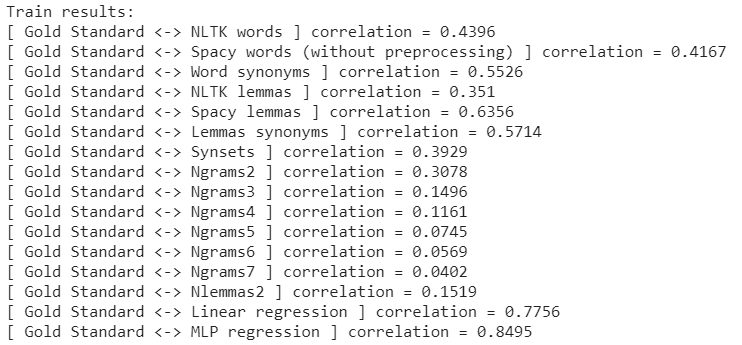 Train results:
[ Gold Standard <-> NLTK words ] correlation = 0.4396
[ Gold Standard <-> Spacy words (without preprocessing) ] correlation = 0.4167
[ Gold Standard <-> Word synonyms ] correlation = 0.5526
[ Gold Standard <-> NLTK lemmas ] correlation = 0.351
[ Gold Standard <-> Spacy lemmas ] correlation = 0.6356
[ Gold Standard <-> Lemmas synonyms ] correlation = 0.5714
[ Gold Standard <-> Synsets ] correlation = 0.3929
[ Gold Standard <-> Ngrams2 ] correlation = 0.3078
[ Gold Standard <-> Ngrams3 ] correlation = 0.1496
[ Gold Standard <-> Ngrams4 ] correlation = 0.1161
[ Gold Standard <-> Ngrams5 ] correlation = 0.0745
[ Gold Standard <-> Ngrams6 ] correlation = 0.0569
[ Gold Standard <-> Ngrams7 ] correlation = 0.0402
[ Gold Standard <-> Nlemmas2 ] correlation = 0.1519
[ Gold Standard <-> Linear regression ] correlation = 0.7756
[ Gold Standard <-> MLP regression ] correlation = 0.8495